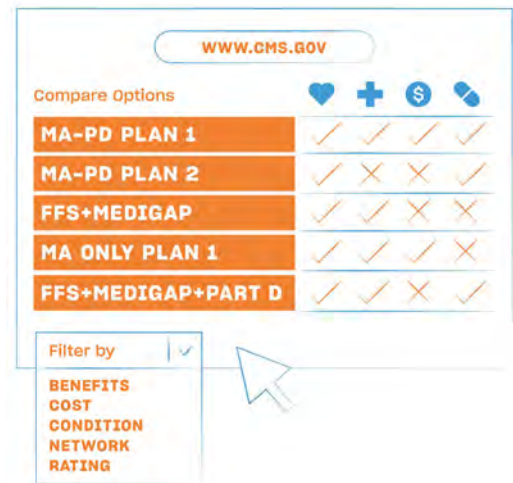 WWW.CMS.GOV
Compare Options
$
MA-PD PLAN 1
MA-PD PLAN 2
FFS+MEDIGAP
MA ONLY PLAN 1
FFS+MEDIGAP+PART D
Filter by
BENEFITS
COST
CONDITION
NETWORK
RATING